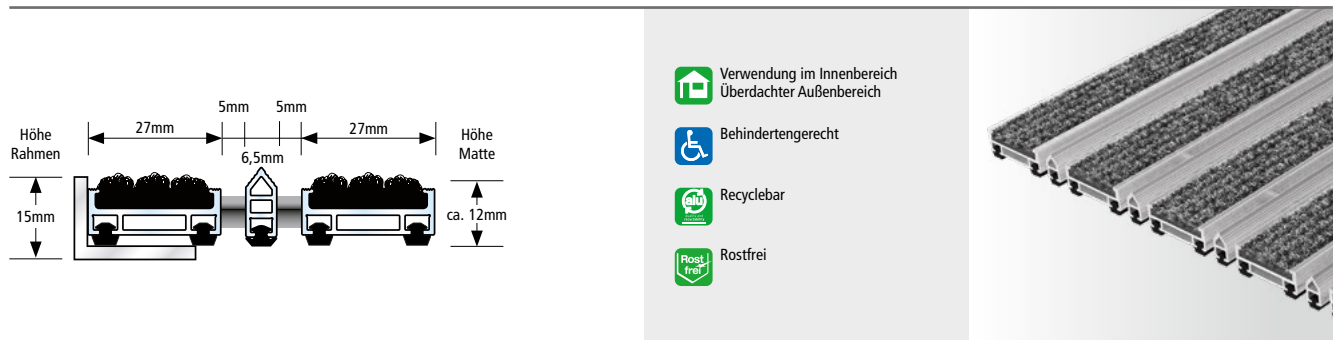 5mm
5mm
Höhe
Rahmen
27mm
27mm
Höhe
Matte
6,5mm
15mm
ca. 12mm
Verwendung im Innenbereich
Überdachter Außenbereich
Behindertengerecht
alu
Recyclebar
Rost
frei
Rostfrei